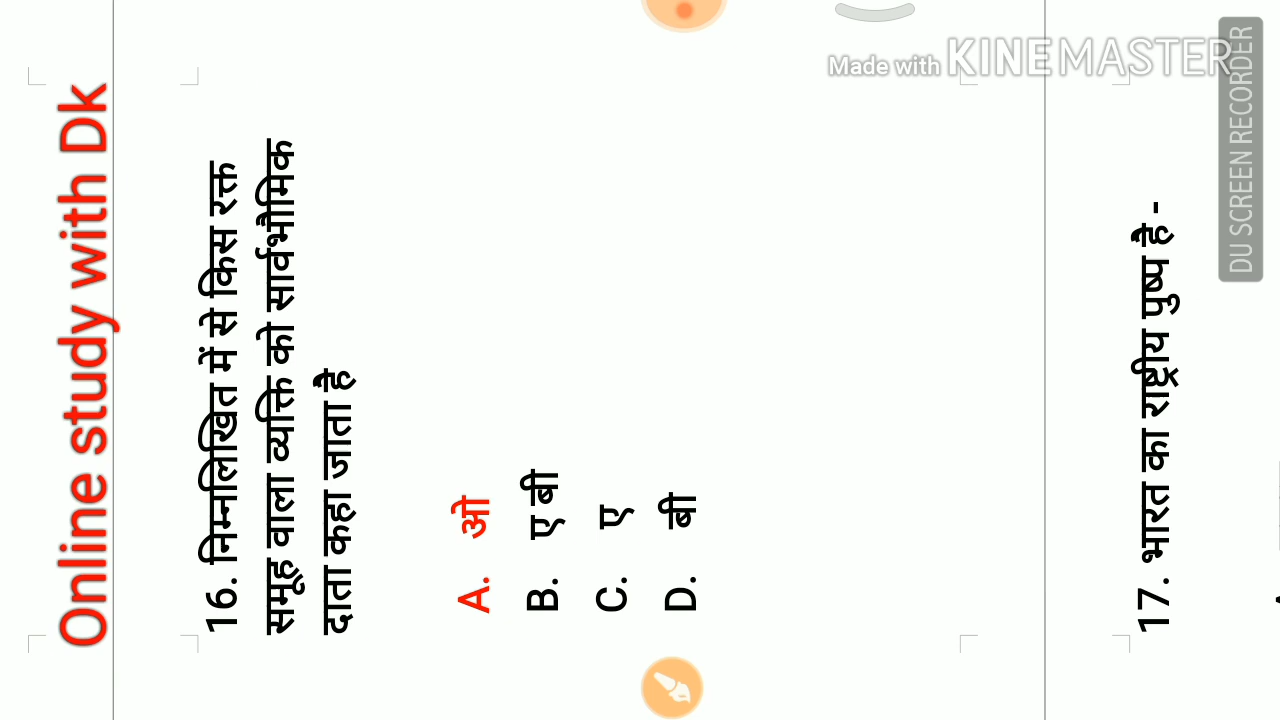 Online study with Dk
16. निम्नलिखित में से किस रक्त
समूह वाला व्यक्ति को सार्वभौमिक
दाता कहा जाता है
A. ओ
B. ए बी
C. ए
D. बी
17. भारत का राष्ट्रीय पुष्प है -
Made with KINEMASTER
DU SCREEN RECORDER